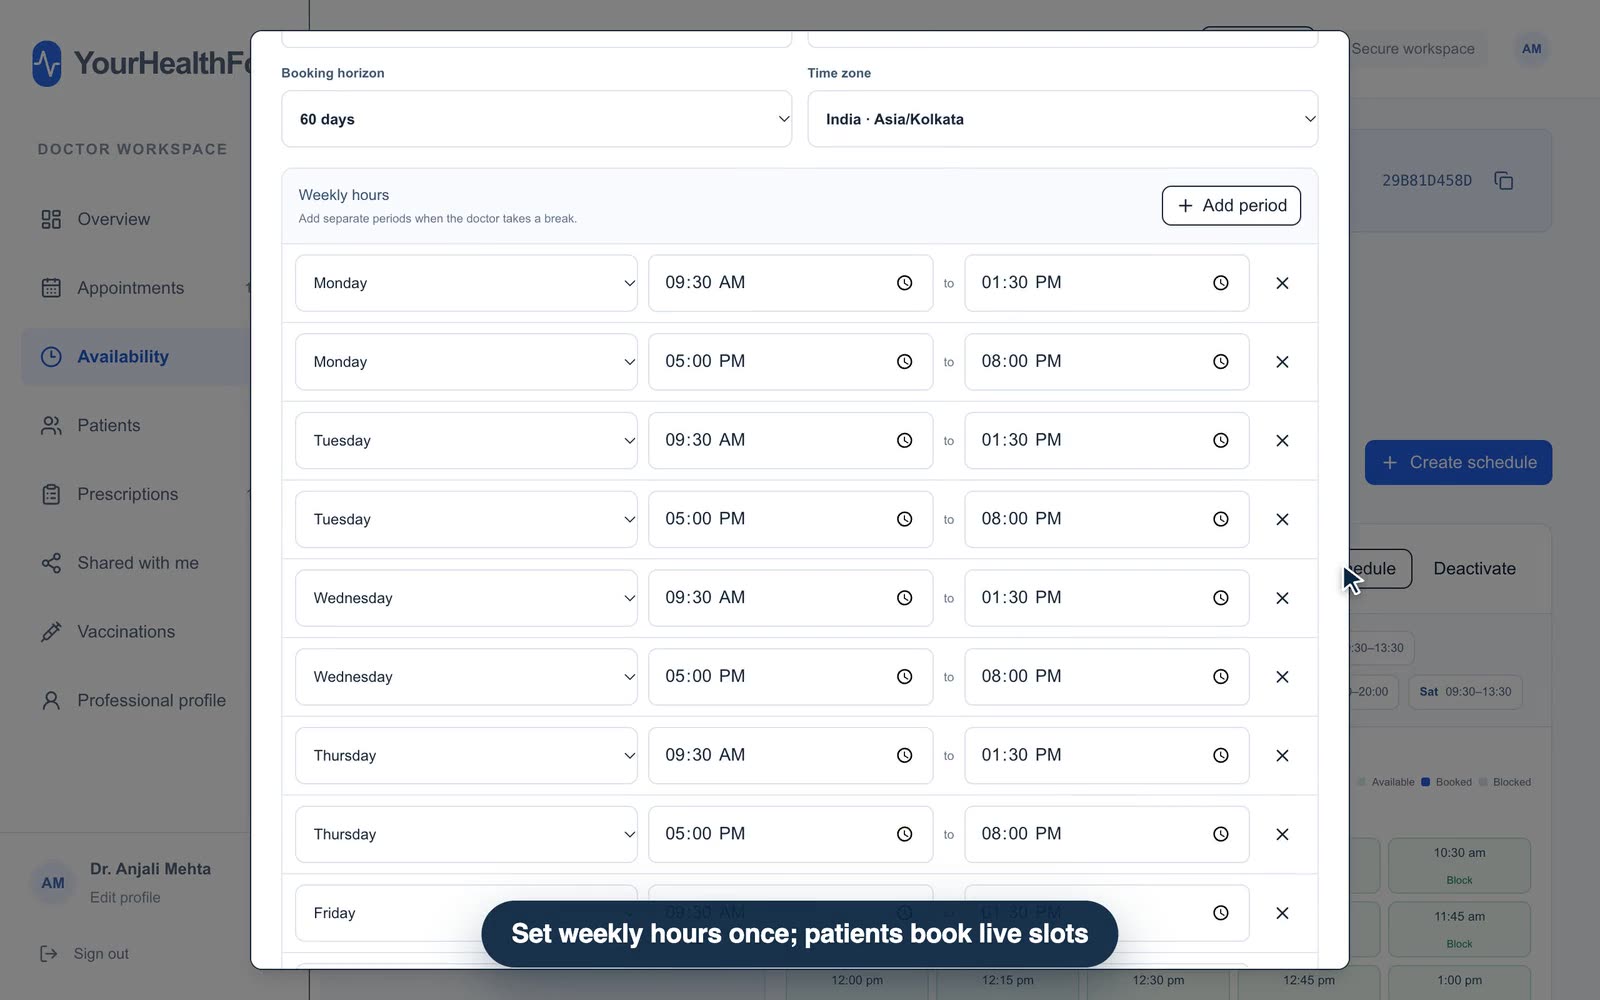 YourHealthFo
Secure workspace
AM
DOCTOR WORKSPACE
Overview
Appointments
Availability
Patients
Prescriptions
Shared with me
Vaccinations
Professional profile
AM
Dr. Anjali Mehta
Edit profile
Sign out
Booking horizon
Time zone
60 days
India · Asia/Kolkata
Weekly hours
Add separate periods when the doctor takes a break.
+ Add period
Monday 09:30 AM to 01:30 PM
Monday 05:00 PM to 08:00 PM
Tuesday 09:30 AM to 01:30 PM
Tuesday 05:00 PM to 08:00 PM
Wednesday 09:30 AM to 01:30 PM
Wednesday 05:00 PM to 08:00 PM
Thursday 09:30 AM to 01:30 PM
Thursday 05:00 PM to 08:00 PM
Friday 09:30 AM 01:30 PM
Set weekly hours once; patients book live slots
29B81D458D
+ Create schedule
edule
Deactivate
:30–13:30
–20:00
Sat 09:30–13:30
Available Booked Blocked
10:30 am
Block
11:45 am
Block
12:00 pm 12:15 pm 12:30 pm 12:45 pm 1:00 pm